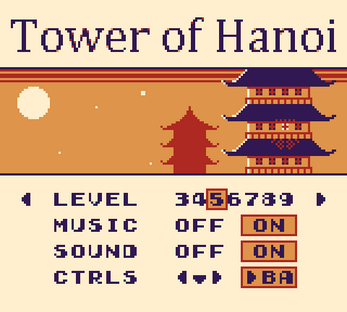 Tower of Hanoi
LEVEL 3456789
MUSIC OFF ON
SOUND OFF ON
CTRLS BA